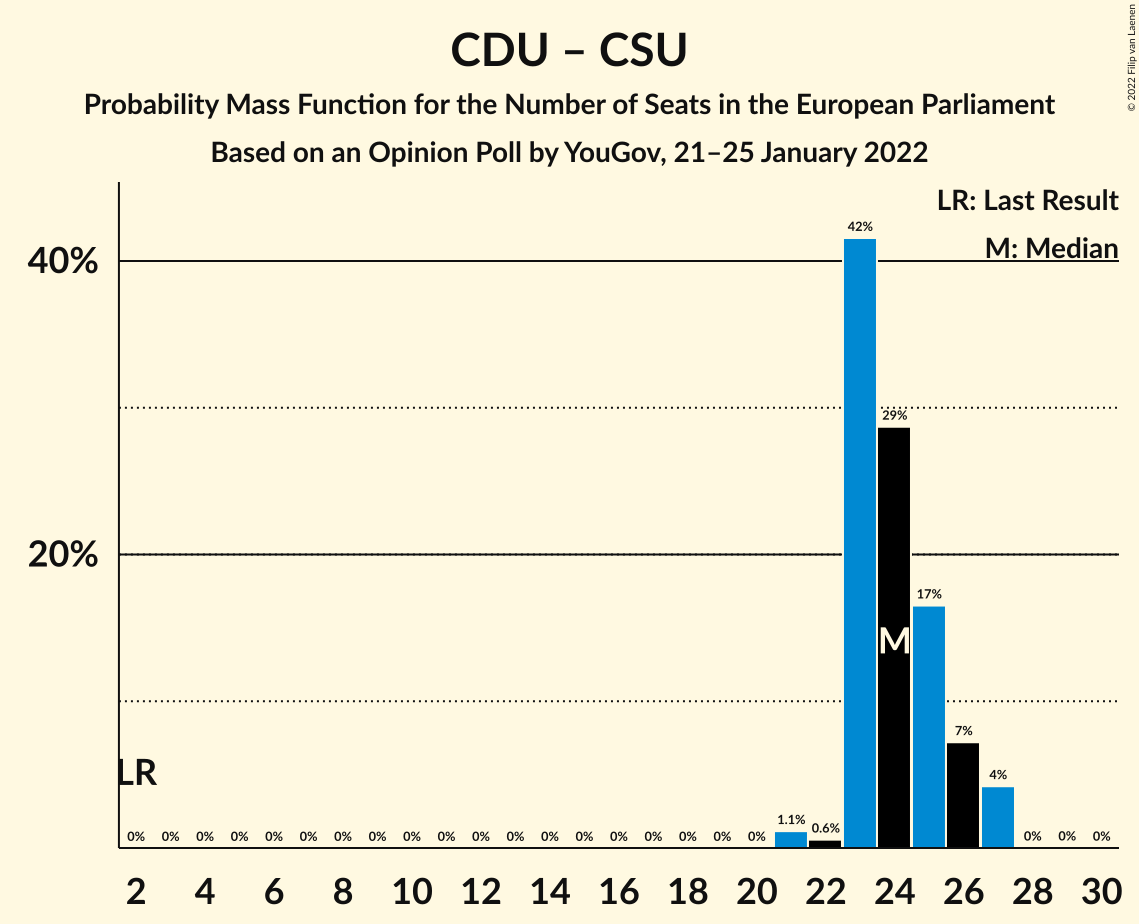 CDU – CSU
Probability Mass Function for the Number of Seats in the European Parliament
Based on an Opinion Poll by YouGov, 21–25 January 2022
© 2022 Filip van Laenen
LR: Last Result
M: Median
40%
20%
42%
29%
17%
7%
4%
1.1%
0.6%
M
LR
0% 0% 0% 0% 0% 0% 0% 0% 0% 0% 0% 0% 0% 0% 0% 0% 0% 0% 0% 0% 0% 0%
2 4 6 8 10 12 14 16 18 20 22 24 26 28 30